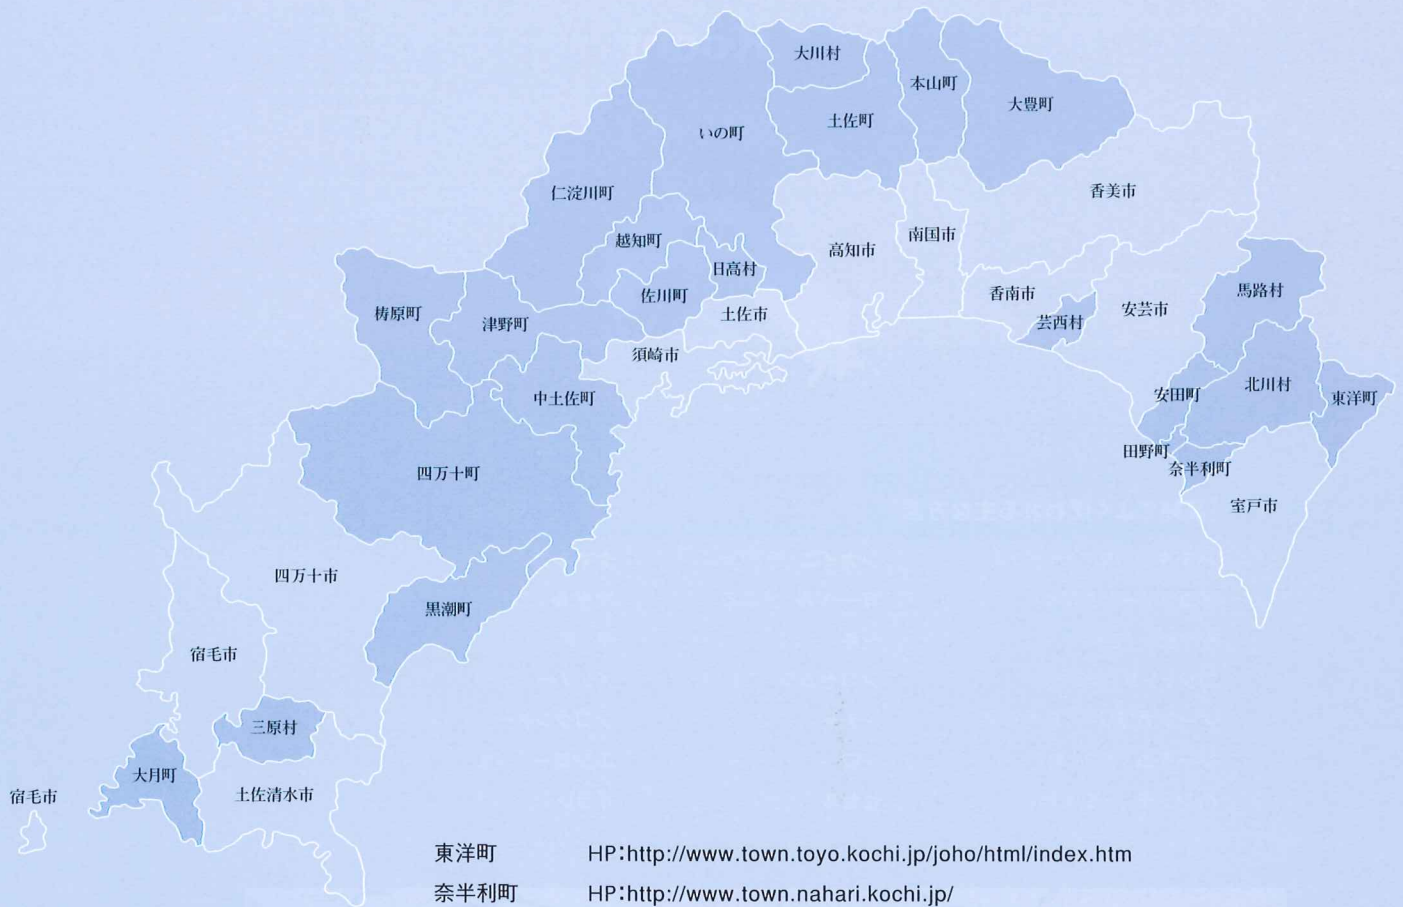 大川村
本山町
大豊町
土佐町
いの町
香美市
仁淀川町
南国市
越知町
高知市
日高村
馬路村
佐川町
香南市
安芸市
梼原町
土佐市
津野町
芸西村
須崎市
北川村
安田町
東洋町
中土佐町
田野町
奈半利町
四万十町
室戸市
四万十市
黒潮町
宿毛市
三原村
大月町
土佐清水市
宿毛市
東洋町 HP:http://www.town.toyo.kochi.jp/joho/html/index.htm
奈半利町 HP:http://www.town.nahari.kochi.jp/